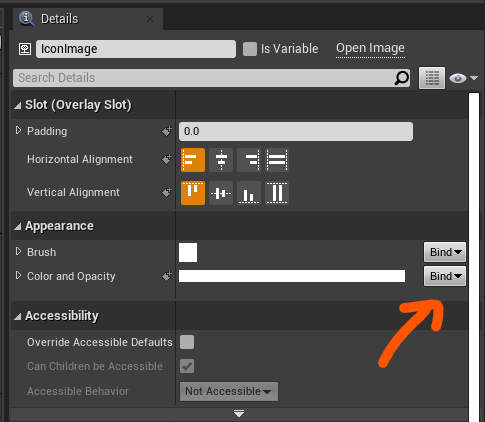 Details
IconImage Is Variable Open Image
Search Details
Slot (Overlay Slot)
Padding 0.0
Horizontal Alignment
Vertical Alignment
Appearance
Brush Bind
Color and Opacity Bind
Accessibility
Override Accessible Defaults
Can Children be Accessible
Accessible Behavior Not Accessible